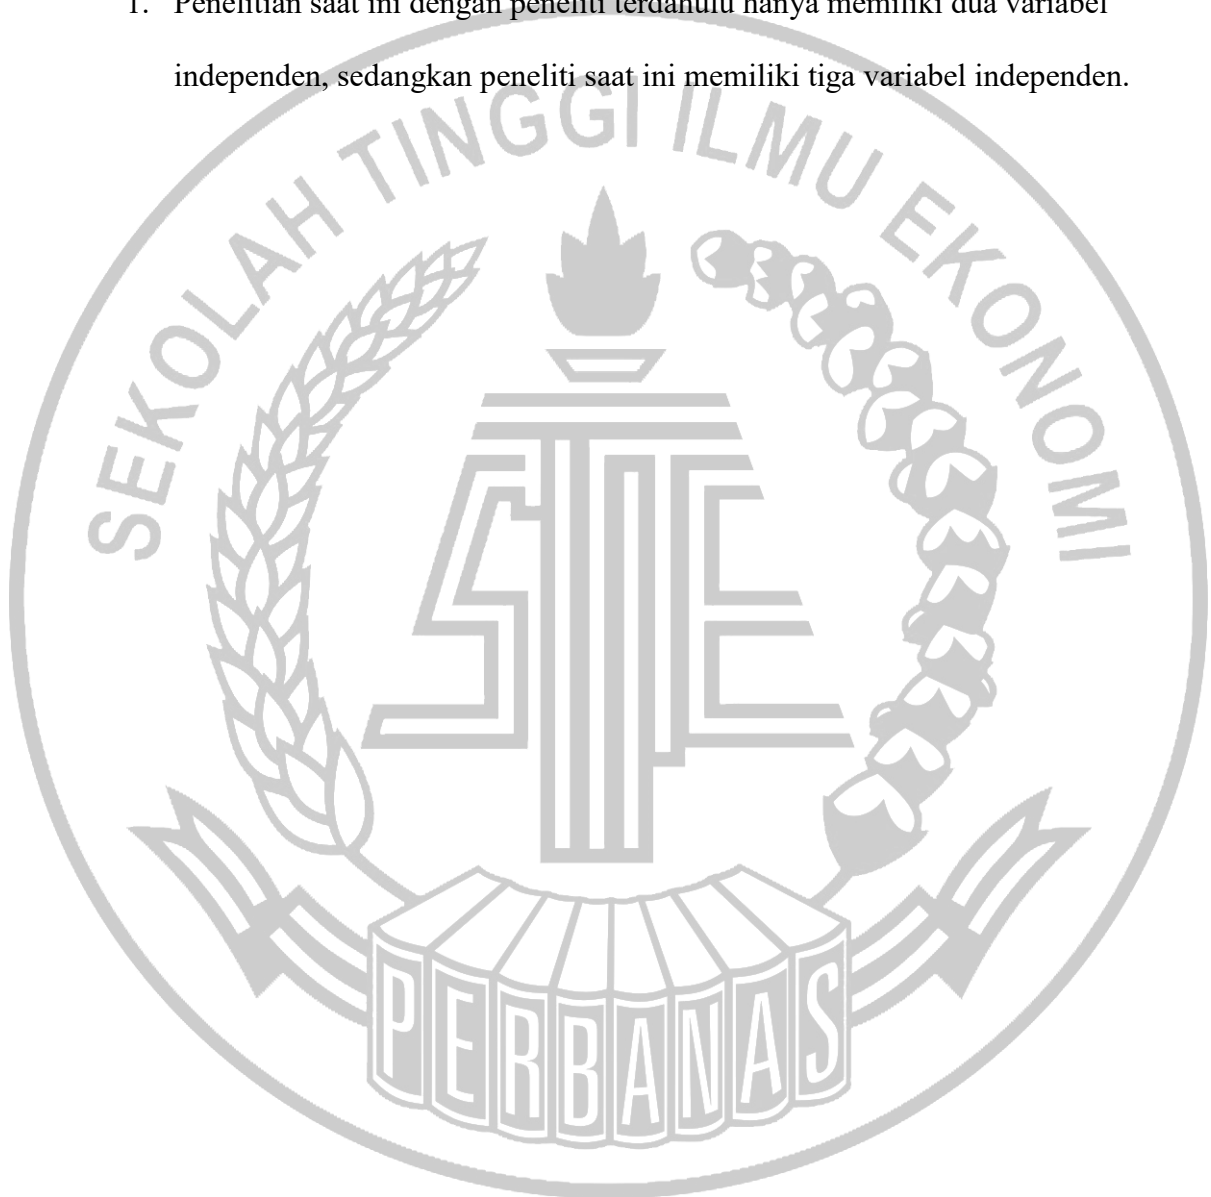 1. Penelitian saat ini dengan peneliti terdahulu hanya memiliki dua variabel
independen, sedangkan peneliti saat ini memiliki tiga variabel independen.
SEKOLAH TINGGI ILMU EKONOMI
STIE
PERBANAS